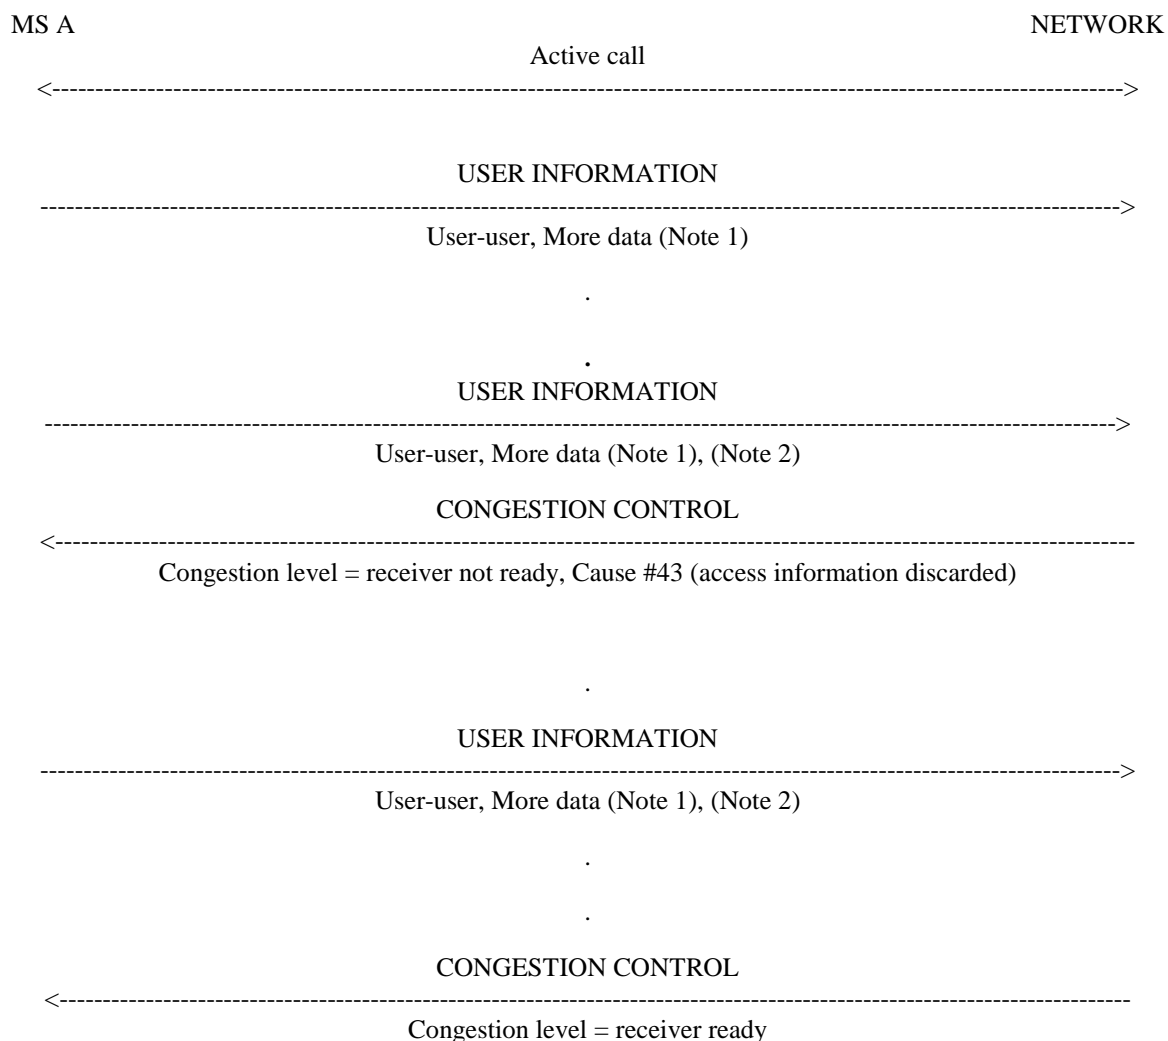 MS A NETWORK
Active call
<----------------------------------------------------------------------------------------------------------------------------->
USER INFORMATION
------------------------------------------------------------------------------------------------------------------------------>
User-user, More data (Note 1)
.
.
USER INFORMATION
----------------------------------------------------------------------------------------------------------------------------->
User-user, More data (Note 1), (Note 2)
CONGESTION CONTROL
<------------------------------------------------------------------------------------------------------------------------------
Congestion level = receiver not ready, Cause #43 (access information discarded)
.
USER INFORMATION
------------------------------------------------------------------------------------------------------------------------------>
User-user, More data (Note 1), (Note 2)
.
.
CONGESTION CONTROL
<-----------------------------------------------------------------------------------------------------------------------------
Congestion level = receiver ready